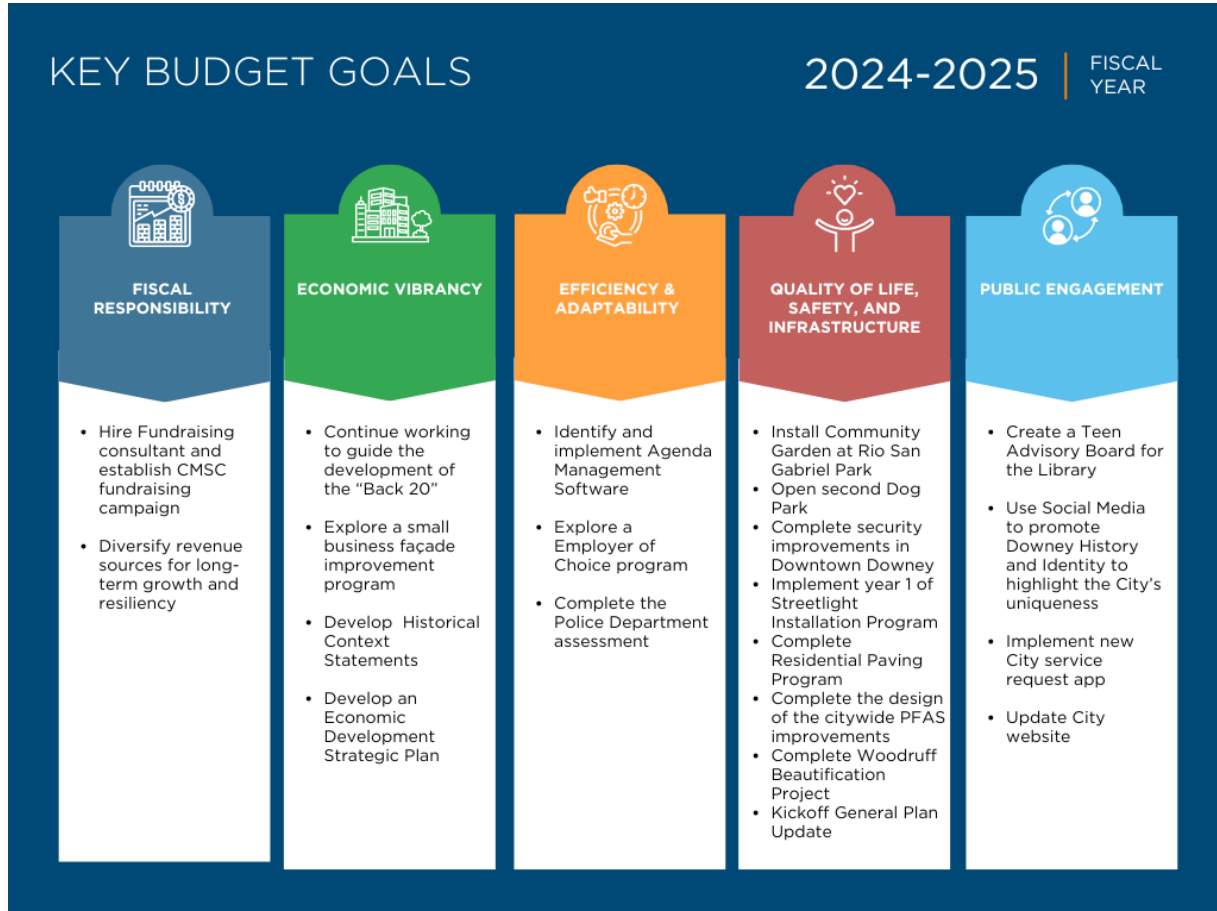 KEY BUDGET GOALS
2024-2025
FISCAL
YEAR
FISCAL
RESPONSIBILITY
• Hire Fundraising
consultant and
establish CMSC
fundraising
campaign
• Diversify revenue
sources for long-
term growth and
resiliency
ECONOMIC VIBRANCY
• Continue working
to guide the
development of
the “Back 20”
• Explore a small
business façade
improvement
program
• Develop Historical
Context
Statements
• Develop an
Economic
Development
Strategic Plan
EFFICIENCY &
ADAPTABILITY
• Identify and
implement Agenda
Management
Software
• Explore a
Employer of
Choice program
• Complete the
Police Department
assessment
QUALITY OF LIFE,
SAFETY, AND
INFRASTRUCTURE
• Install Community
Garden at Rio San
Gabriel Park
• Open second Dog
Park
• Complete security
improvements in
Downtown Downey
• Implement year 1 of
Streetlight
Installation Program
• Complete
Residential Paving
Program
• Complete the design
of the citywide PFAS
improvements
• Complete Woodruff
Beautification
Project
• Kickoff General Plan
Update
PUBLIC ENGAGEMENT
• Create a Teen
Advisory Board for
the Library
• Use Social Media
to promote
Downey History
and Identity to
highlight the City’s
uniqueness
• Implement new
City service
request app
• Update City
website